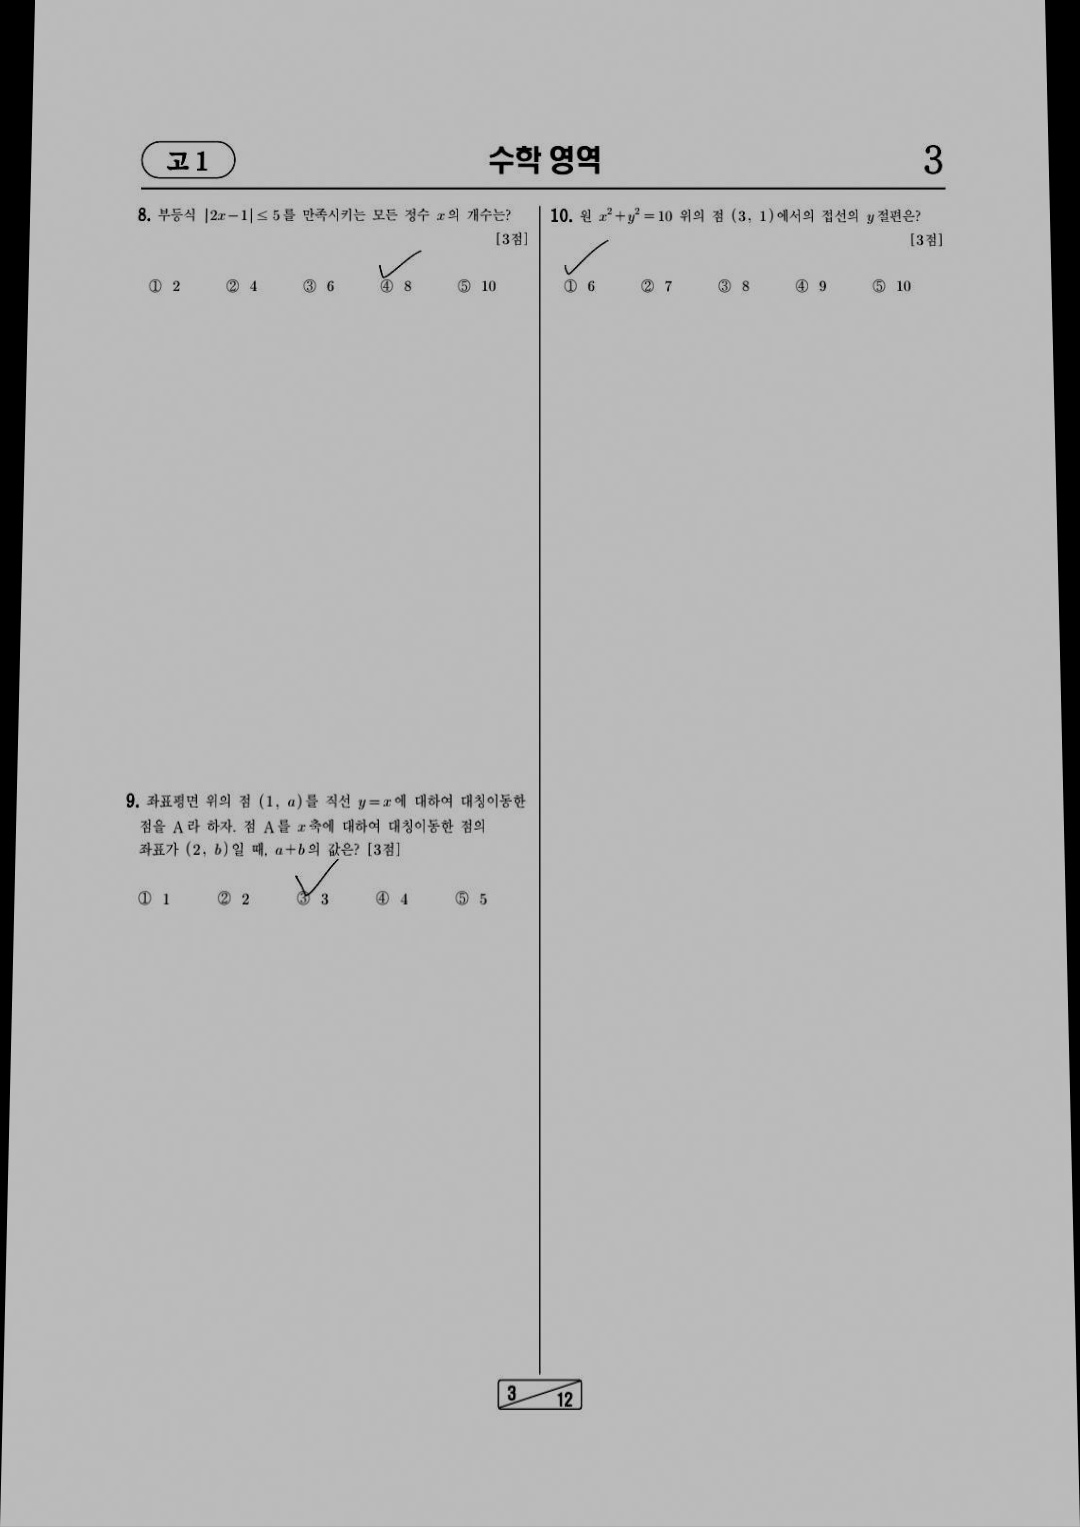 고 1
수학 영역
3
8. 부등식 |2x-1| ≤ 5를 만족시키는 모든 정수 x의 개수는?
[3점]
① 2 ② 4 ③ 6 ④ 8 ⑤ 10
9. 좌표평면 위의 점 (1, a)를 직선 y=x에 대하여 대칭이동한
점을 A라 하자. 점 A를 x축에 대하여 대칭이동한 점의
좌표가 (2, b)일 때, a+b의 값은? [3점]
① 1 ② 2 ③ 3 ④ 4 ⑤ 5
10. 원 x²+y²=10 위의 점 (3, 1)에서의 접선의 y절편은?
[3점]
① 6 ② 7 ③ 8 ④ 9 ⑤ 10
3
12